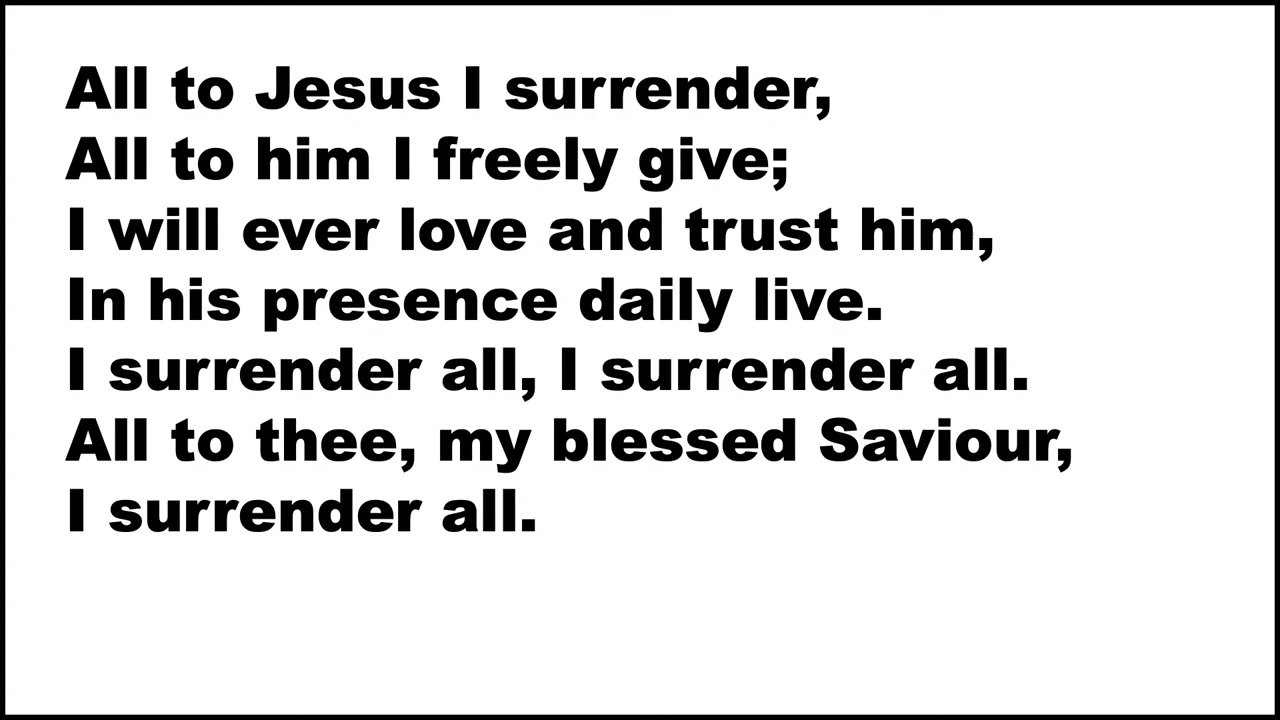 All to Jesus I surrender,
All to him I freely give;
I will ever love and trust him,
In his presence daily live.
I surrender all, I surrender all.
All to thee, my blessed Saviour,
I surrender all.